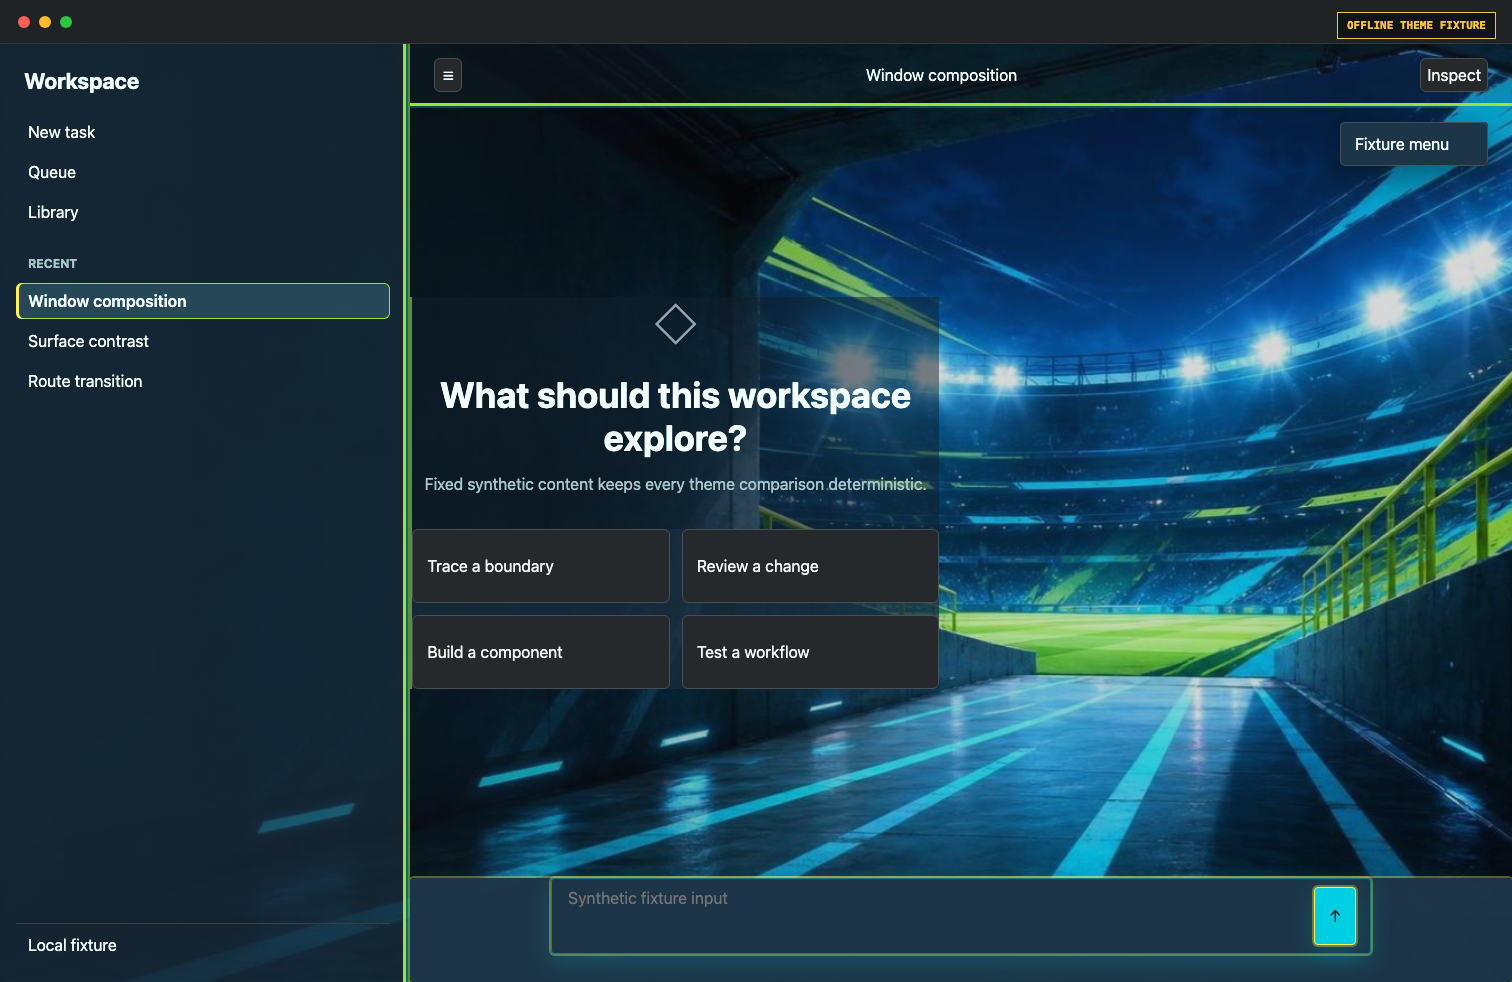 OFFLINE THEME FIXTURE
Workspace
New task
Queue
Library
RECENT
Window composition
Surface contrast
Route transition
Local fixture
Window composition
Inspect
Fixture menu
What should this workspace
explore?
Fixed synthetic content keeps every theme comparison deterministic.
Trace a boundary
Review a change
Build a component
Test a workflow
Synthetic fixture input